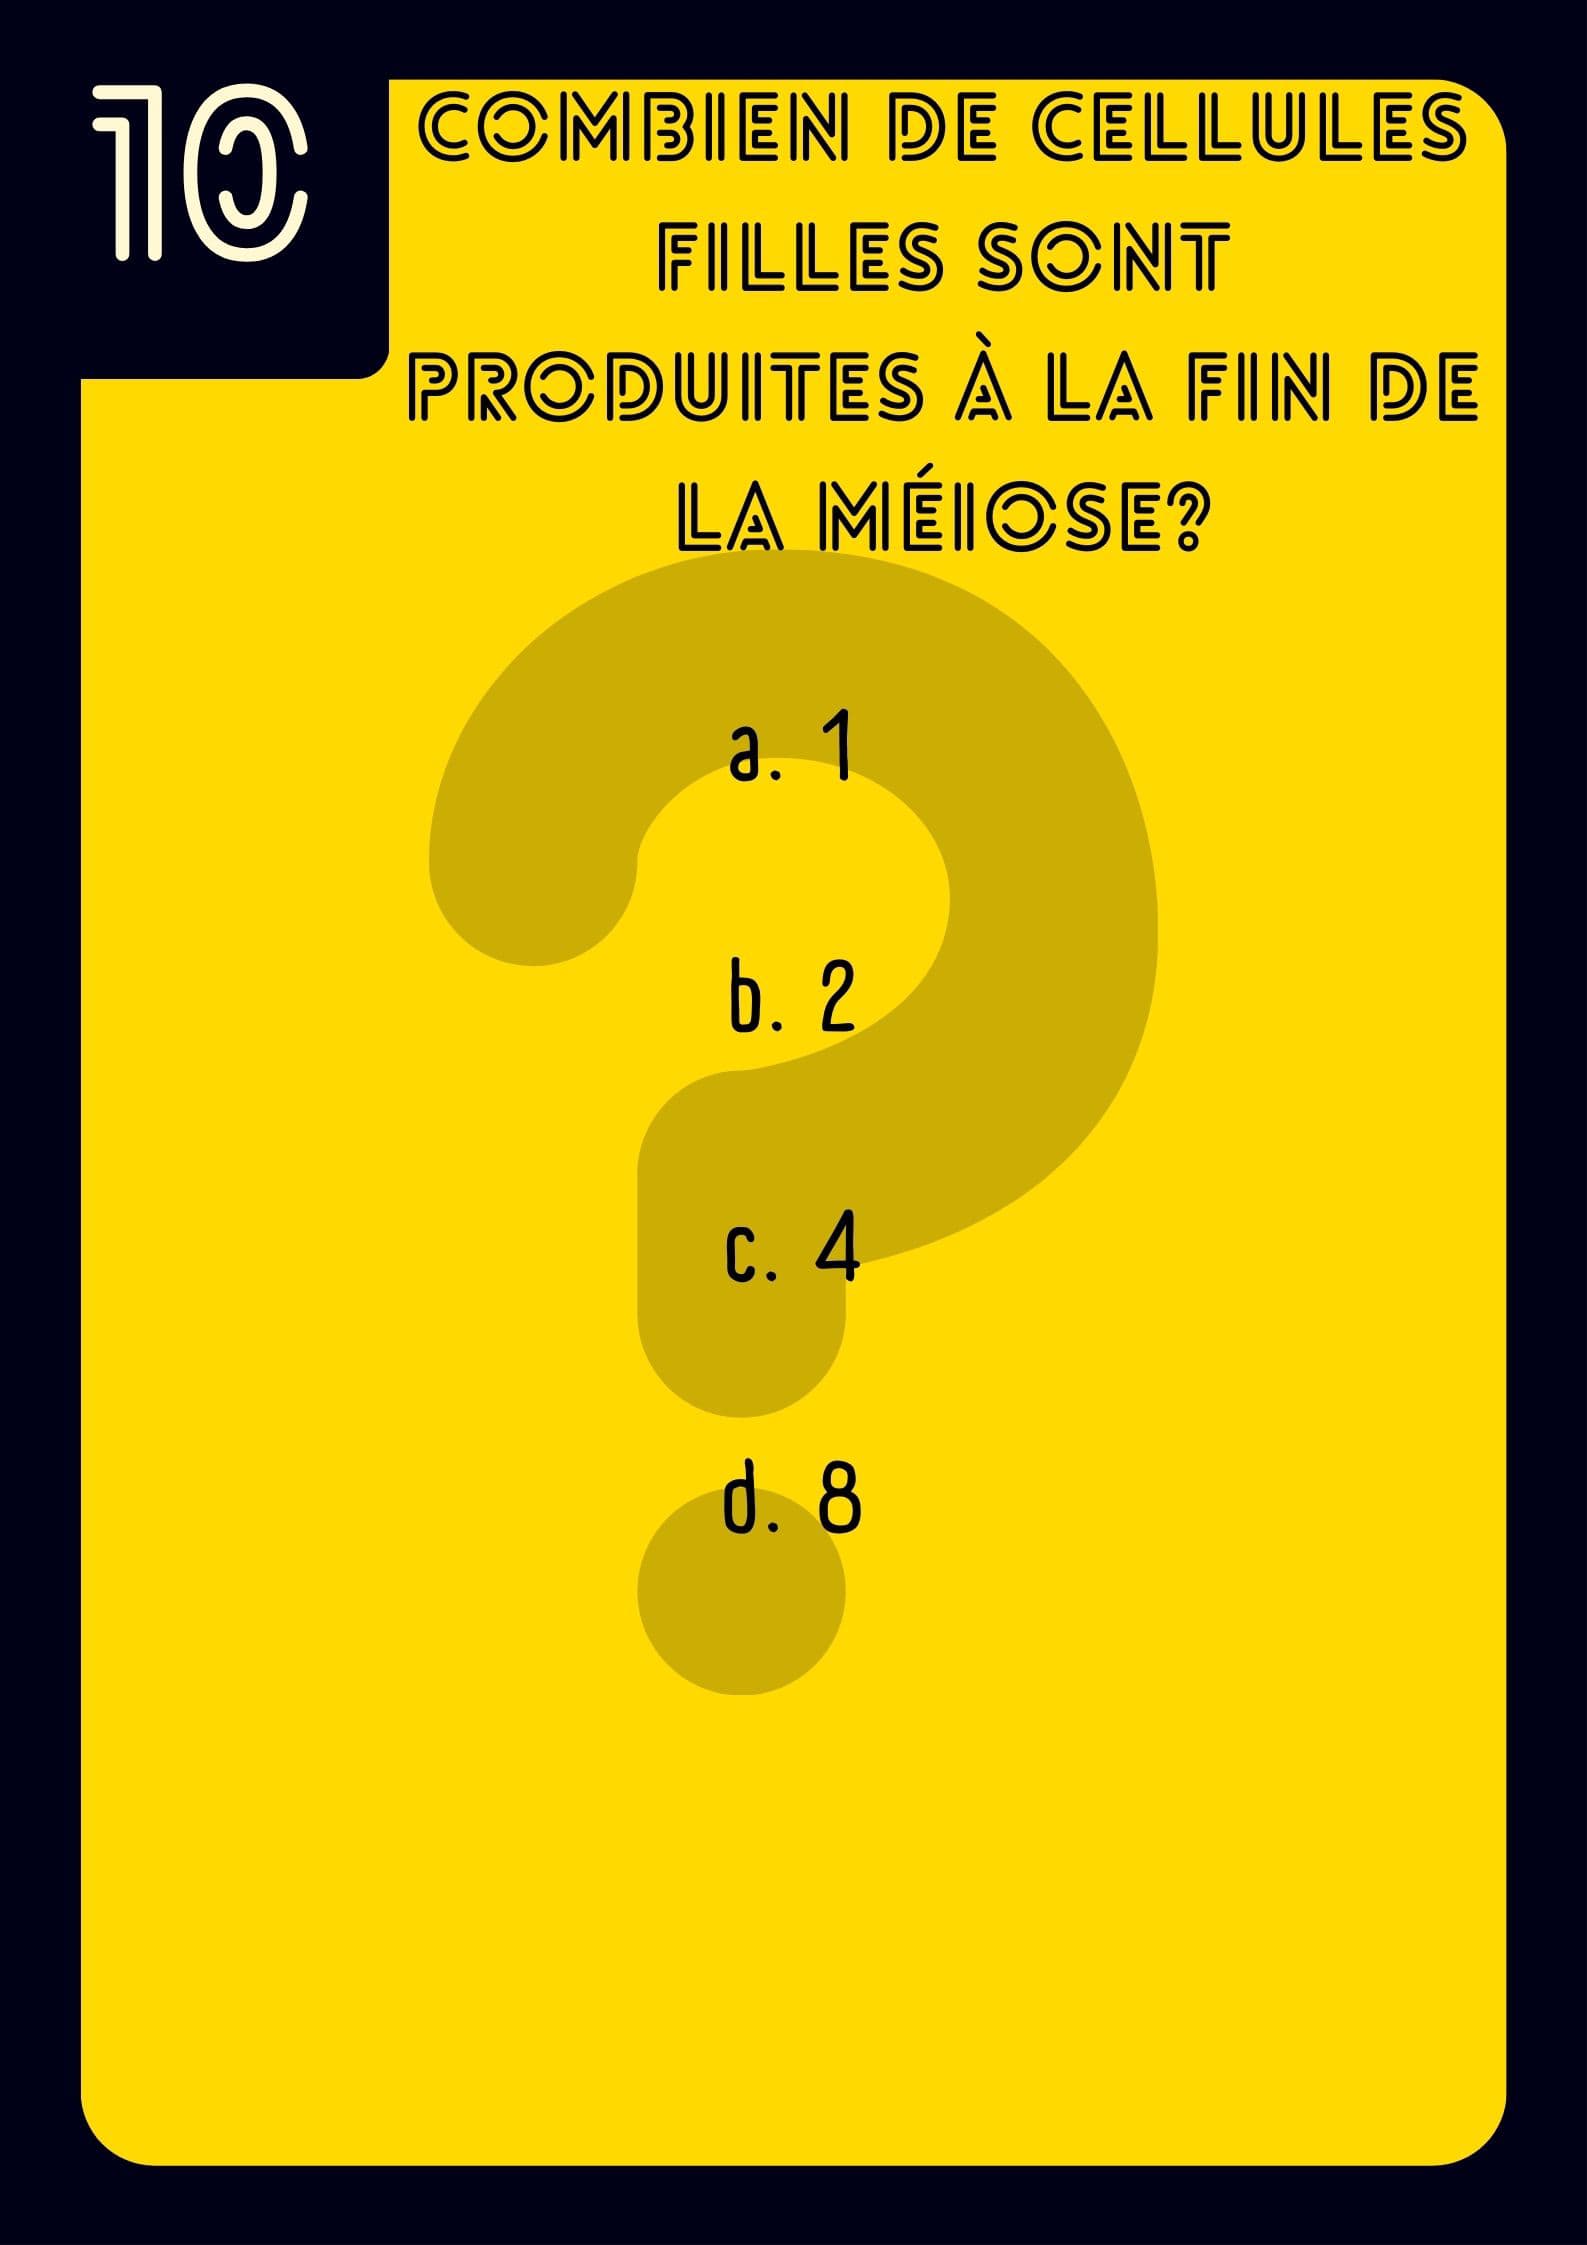 10
COMBIEN DE CELLULES
FILLES SONT
PRODUITES À LA FIN DE
LA MÉIOSE?
a. 1
b. 2
c. 4
d. 8